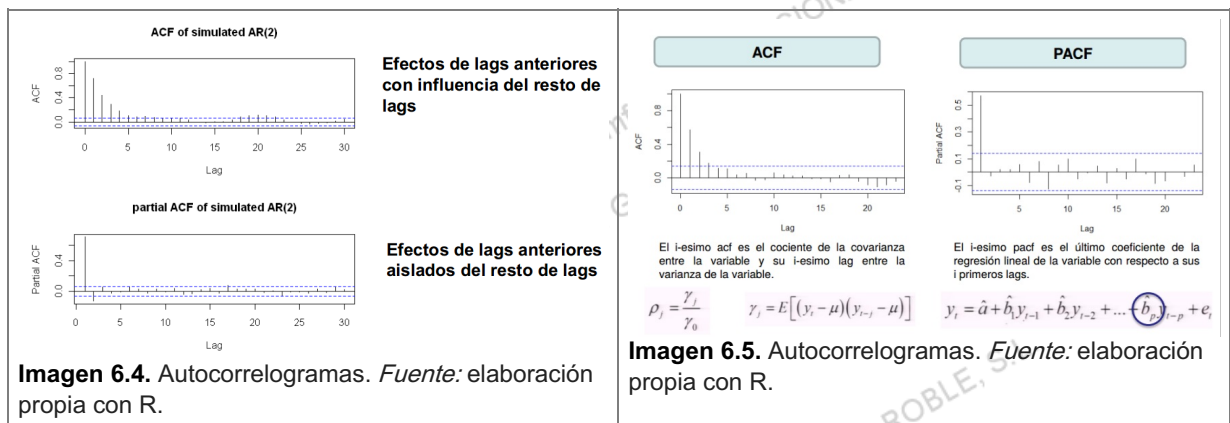 ACF of simulated AR(2)
ACF
0.0 0.4 0.8
0 5 10 15 20 25 30
Lag
Efectos de lags anteriores
con influencia del resto de
lags
partial ACF of simulated AR(2)
Partial ACF
0.0 0.4
0 5 10 15 20 25 30
Lag
Efectos de lags anteriores
aislados del resto de lags
Imagen 6.4. Autocorrelogramas. Fuente: elaboración
propia con R.
ACF
ACF
0.0 0.4 0.8
0 5 10 15 20
Lag
El i-esimo acf es el cociente de la covarianza
entre la variable y su i-esimo lag entre la
varianza de la variable.
ρj = γj / γ0 γj = E[(yt − μ)(yt−j − μ)]
PACF
Partial ACF
-0.1 0.1 0.3 0.5
5 10 15 20
Lag
El i-esimo pacf es el último coeficiente de la
regresión lineal de la variable con respecto a sus
i primeros lags.
yt = â + b̂1yt−1 + b̂2yt−2 + ... + b̂pyt−p + et
Imagen 6.5. Autocorrelogramas. Fuente: elaboración
propia con R.
ROBLE, S.L